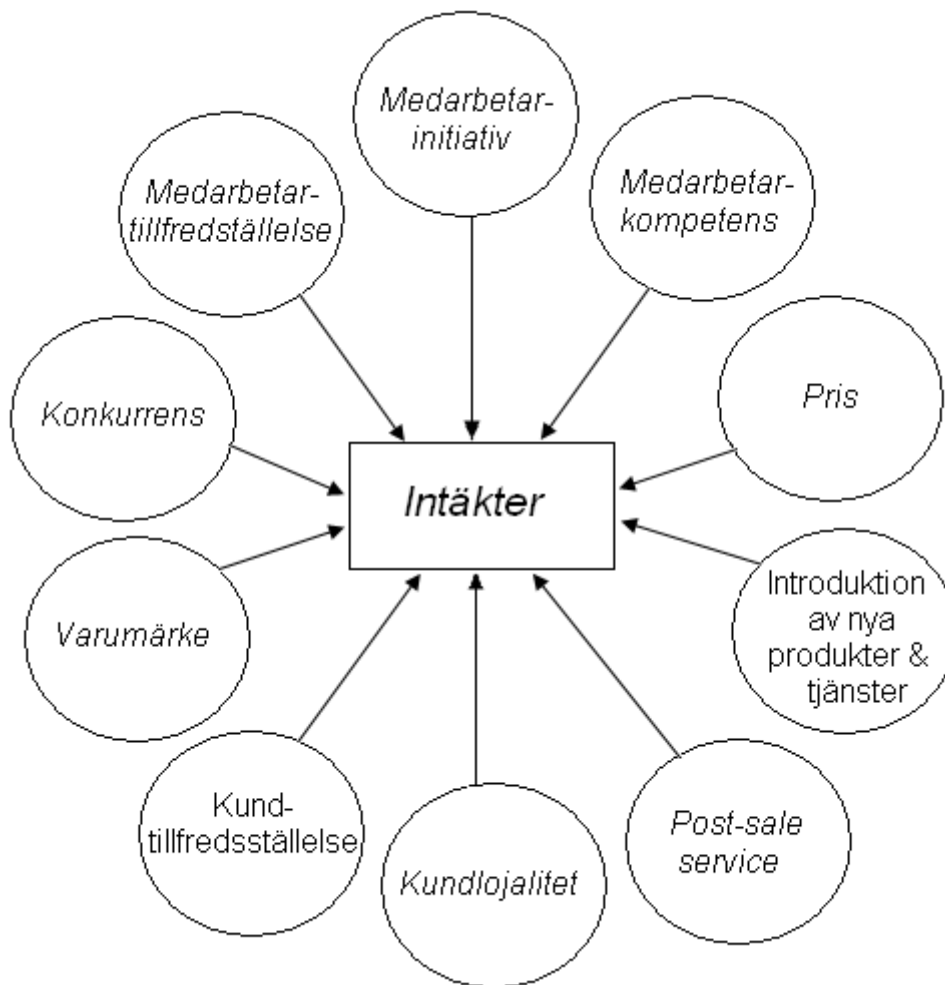 Medarbetar-
initiativ
Medarbetar-
tillfredställelse
Medarbetar-
kompetens
Konkurrens
Pris
Intäkter
Varumärke
Introduktion
av nya
produkter &
tjänster
Kund-
tillfredsställelse
Kundlojalitet
Post-sale
service